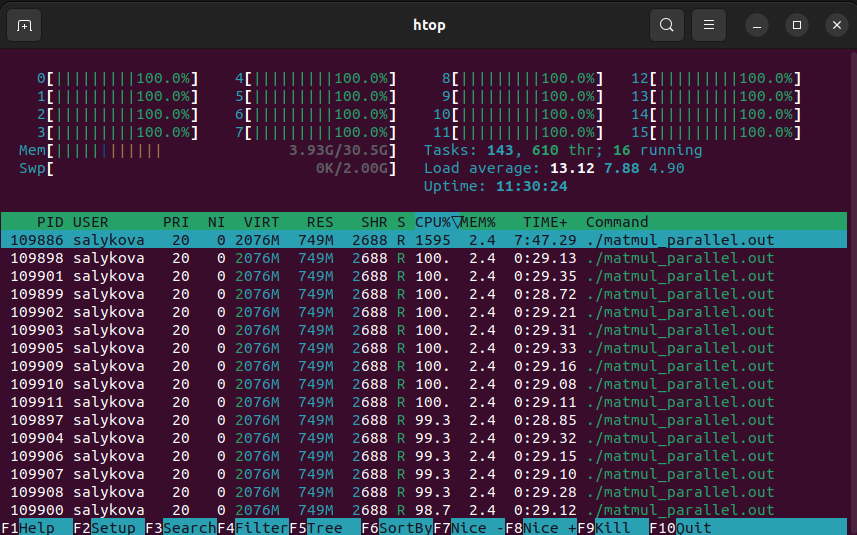 htop
0[|||||||||100.0%] 4[|||||||||100.0%] 8[|||||||||100.0%] 12[|||||||||100.0%]
1[|||||||||100.0%] 5[|||||||||100.0%] 9[|||||||||100.0%] 13[|||||||||100.0%]
2[|||||||||100.0%] 6[|||||||||100.0%] 10[|||||||||100.0%] 14[|||||||||100.0%]
3[|||||||||100.0%] 7[|||||||||100.0%] 11[|||||||||100.0%] 15[|||||||||100.0%]
Mem[|||||||||||| 3.93G/30.5G] Tasks: 143, 610 thr; 16 running
Swp[ 0K/2.00G] Load average: 13.12 7.88 4.90
Uptime: 11:30:24
PID USER PRI NI VIRT RES SHR S CPU%▽MEM% TIME+ Command
109886 salykova 20 0 2076M 749M 2688 R 1595 2.4 7:47.29 ./matmul_parallel.out
109898 salykova 20 0 2076M 749M 2688 R 100. 2.4 0:29.13 ./matmul_parallel.out
109901 salykova 20 0 2076M 749M 2688 R 100. 2.4 0:29.35 ./matmul_parallel.out
109899 salykova 20 0 2076M 749M 2688 R 100. 2.4 0:28.72 ./matmul_parallel.out
109902 salykova 20 0 2076M 749M 2688 R 100. 2.4 0:29.21 ./matmul_parallel.out
109903 salykova 20 0 2076M 749M 2688 R 100. 2.4 0:29.31 ./matmul_parallel.out
109905 salykova 20 0 2076M 749M 2688 R 100. 2.4 0:29.33 ./matmul_parallel.out
109909 salykova 20 0 2076M 749M 2688 R 100. 2.4 0:29.16 ./matmul_parallel.out
109910 salykova 20 0 2076M 749M 2688 R 100. 2.4 0:29.08 ./matmul_parallel.out
109911 salykova 20 0 2076M 749M 2688 R 100. 2.4 0:29.11 ./matmul_parallel.out
109897 salykova 20 0 2076M 749M 2688 R 99.3 2.4 0:28.85 ./matmul_parallel.out
109904 salykova 20 0 2076M 749M 2688 R 99.3 2.4 0:29.32 ./matmul_parallel.out
109906 salykova 20 0 2076M 749M 2688 R 99.3 2.4 0:29.15 ./matmul_parallel.out
109907 salykova 20 0 2076M 749M 2688 R 99.3 2.4 0:29.10 ./matmul_parallel.out
109908 salykova 20 0 2076M 749M 2688 R 99.3 2.4 0:29.28 ./matmul_parallel.out
109900 salykova 20 0 2076M 749M 2688 R 98.7 2.4 0:29.12 ./matmul_parallel.out
F1Help F2Setup F3SearchF4FilterF5Tree F6SortByF7Nice -F8Nice +F9Kill F10Quit